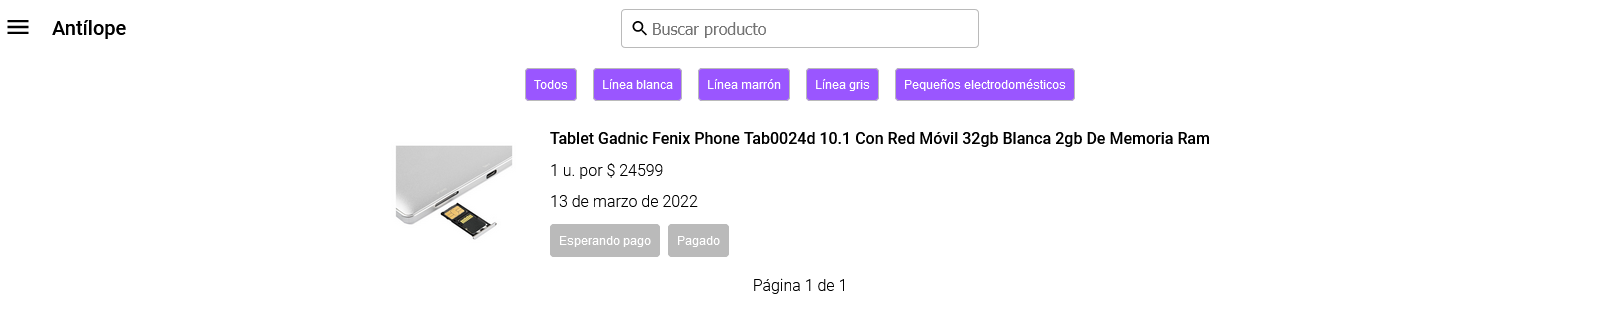 Antílope
Buscar producto
Todos Línea blanca Línea marrón Línea gris Pequeños electrodomésticos
Tablet Gadnic Fenix Phone Tab0024d 10.1 Con Red Móvil 32gb Blanca 2gb De Memoria Ram
1 u. por $ 24599
13 de marzo de 2022
Esperando pago Pagado
Página 1 de 1